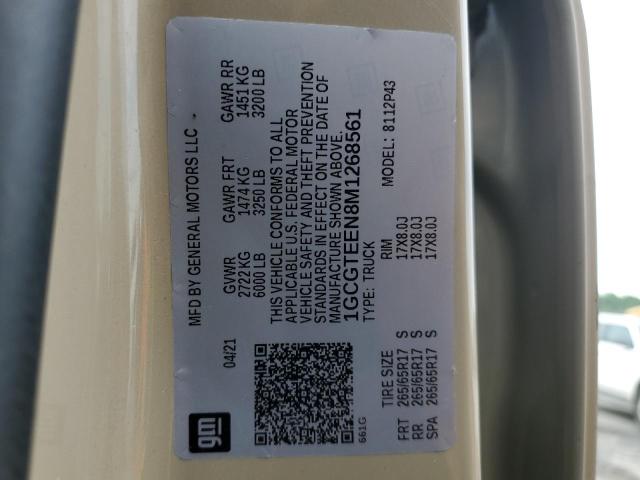 MFD BY GENERAL MOTORS LLC
04/21
GVWR GAWR FRT GAWR RR
2722 KG 1474 KG 1451 KG
6000 LB 3250 LB 3200 LB
THIS VEHICLE CONFORMS TO ALL
APPLICABLE U.S. FEDERAL MOTOR
VEHICLE SAFETY AND THEFT PREVENTION
STANDARDS IN EFFECT ON THE DATE OF
MANUFACTURE SHOWN ABOVE.
1GCGTEEN8M1268561
TYPE: TRUCK MODEL: 8112P43
TIRE SIZE RIM
FRT 265/65R17 S 17X8.0J
RR 265/65R17 S 17X8.0J
SPA 265/65R17 S 17X8.0J
gm
661G